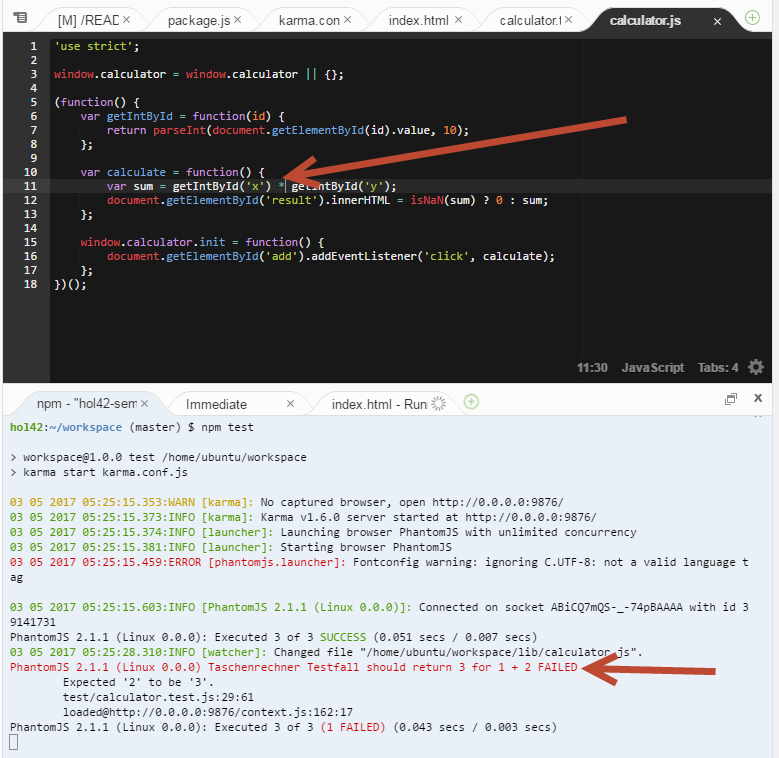 [M] /READ
package.js
karma.con
index.html
calculator.t
calculator.js
1 'use strict';
2
3 window.calculator = window.calculator || {};
4
5 (function() {
6 var getIntById = function(id) {
7 return parseInt(document.getElementById(id).value, 10);
8 };
9
10 var calculate = function() {
11 var sum = getIntById('x') * getIntById('y');
12 document.getElementById('result').innerHTML = isNaN(sum) ? 0 : sum;
13 };
14
15 window.calculator.init = function() {
16 document.getElementById('add').addEventListener('click', calculate);
17 };
18 })();
11:30 JavaScript Tabs: 4
npm - "hol42-sem
Immediate
index.html - Run
hol42:~/workspace (master) $ npm test
> workspace@1.0.0 test /home/ubuntu/workspace
> karma start karma.conf.js
03 05 2017 05:25:15.353:WARN [karma]: No captured browser, open http://0.0.0.0:9876/
03 05 2017 05:25:15.373:INFO [karma]: Karma v1.6.0 server started at http://0.0.0.0:9876/
03 05 2017 05:25:15.374:INFO [launcher]: Launching browser PhantomJS with unlimited concurrency
03 05 2017 05:25:15.381:INFO [launcher]: Starting browser PhantomJS
03 05 2017 05:25:15.459:ERROR [phantomjs.launcher]: Fontconfig warning: ignoring C.UTF-8: not a valid language t
ag
03 05 2017 05:25:15.603:INFO [PhantomJS 2.1.1 (Linux 0.0.0)]: Connected on socket ABiCQ7mQS-_-74pBAAAA with id 3
9141731
PhantomJS 2.1.1 (Linux 0.0.0): Executed 3 of 3 SUCCESS (0.051 secs / 0.007 secs)
03 05 2017 05:25:28.310:INFO [watcher]: Changed file "/home/ubuntu/workspace/lib/calculator.js".
PhantomJS 2.1.1 (Linux 0.0.0) Taschenrechner Testfall should return 3 for 1 + 2 FAILED
Expected '2' to be '3'.
test/calculator.test.js:29:61
loaded@http://0.0.0.0:9876/context.js:162:17
PhantomJS 2.1.1 (Linux 0.0.0): Executed 3 of 3 (1 FAILED) (0.043 secs / 0.003 secs)